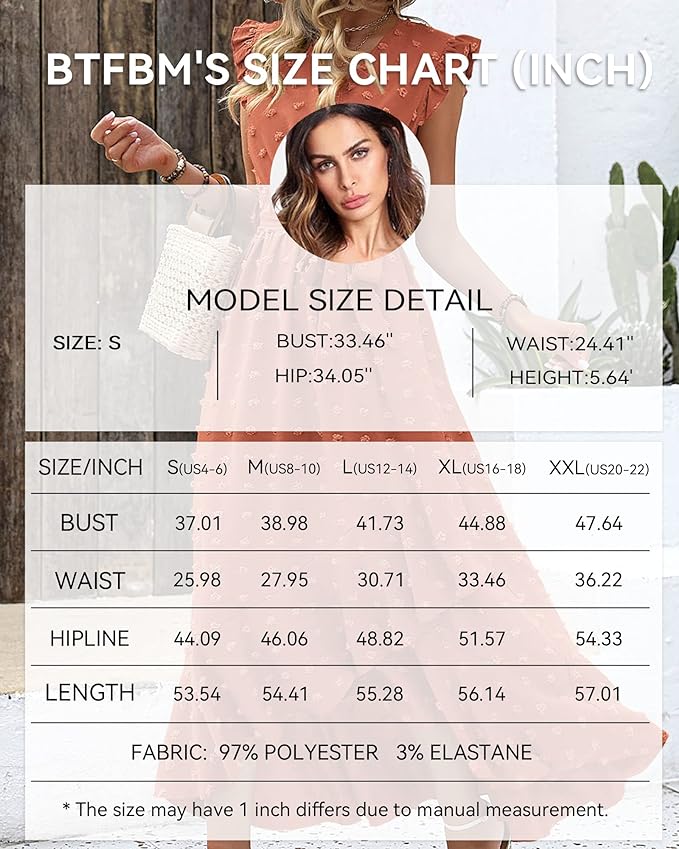 BTFBM'S SIZE CHART (INCH)
MODEL SIZE DETAIL
SIZE: S
BUST:33.46"
HIP:34.05"
WAIST:24.41"
HEIGHT:5.64'
SIZE/INCH S(US4-6) M(US8-10) L(US12-14) XL(US16-18) XXL(US20-22)
BUST 37.01 38.98 41.73 44.88 47.64
WAIST 25.98 27.95 30.71 33.46 36.22
HIPLINE 44.09 46.06 48.82 51.57 54.33
LENGTH 53.54 54.41 55.28 56.14 57.01
FABRIC: 97% POLYESTER 3% ELASTANE
* The size may have 1 inch differs due to manual measurement.